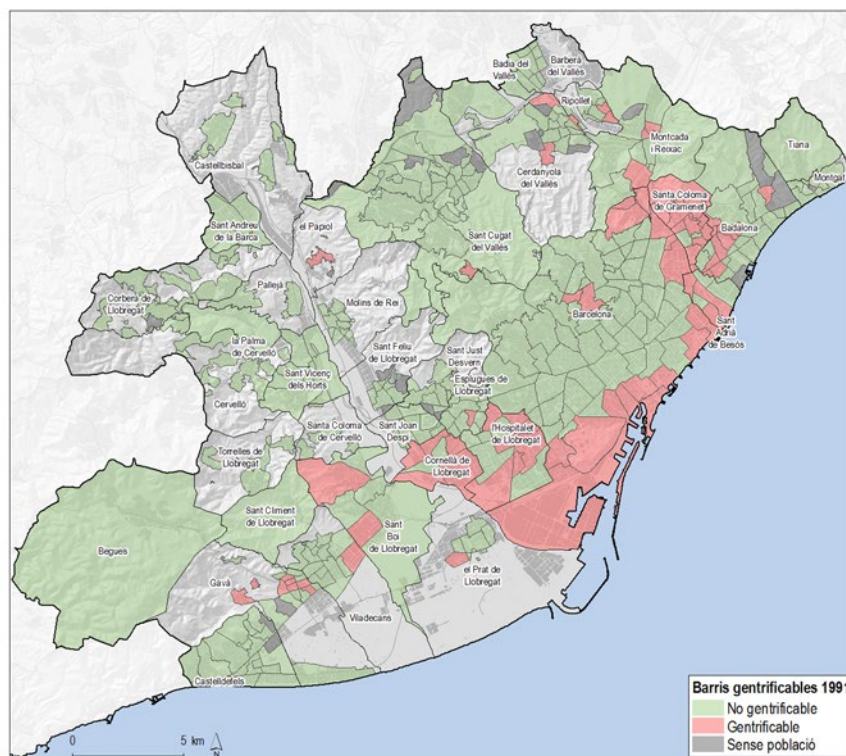 Badia del
Vallès
Barberà
del Vallès
Ripollet
Castellbisbal
Montcada
i Reixac
Tiana
Montgat
Cerdanyola
del Vallès
Santa Coloma
de Gramenet
Badalona
Sant Andreu
de la Barca
el Papiol
Sant Cugat
del Vallès
Pallejà
Corbera de
Llobregat
Molins de Rei
Barcelona
Sant
Adrià
de Besòs
la Palma
de Cervelló
Sant Feliu
de Llobregat
Sant Just
Desvern
Sant Vicenç
dels Horts
Esplugues de
Llobregat
Cervelló
Santa Coloma
de Cervelló
Sant Joan
Despí
l'Hospitalet
de Llobregat
Torrelles de
Llobregat
Cornellà de
Llobregat
Sant Climent
de Llobregat
Sant
Boi
de Llobregat
Begues
Gavà
el Prat de
Llobregat
Viladecans
Castelldefels
Barris gentrificables 1991
No gentrificable
Gentrificable
Sense població
0 5 km
N